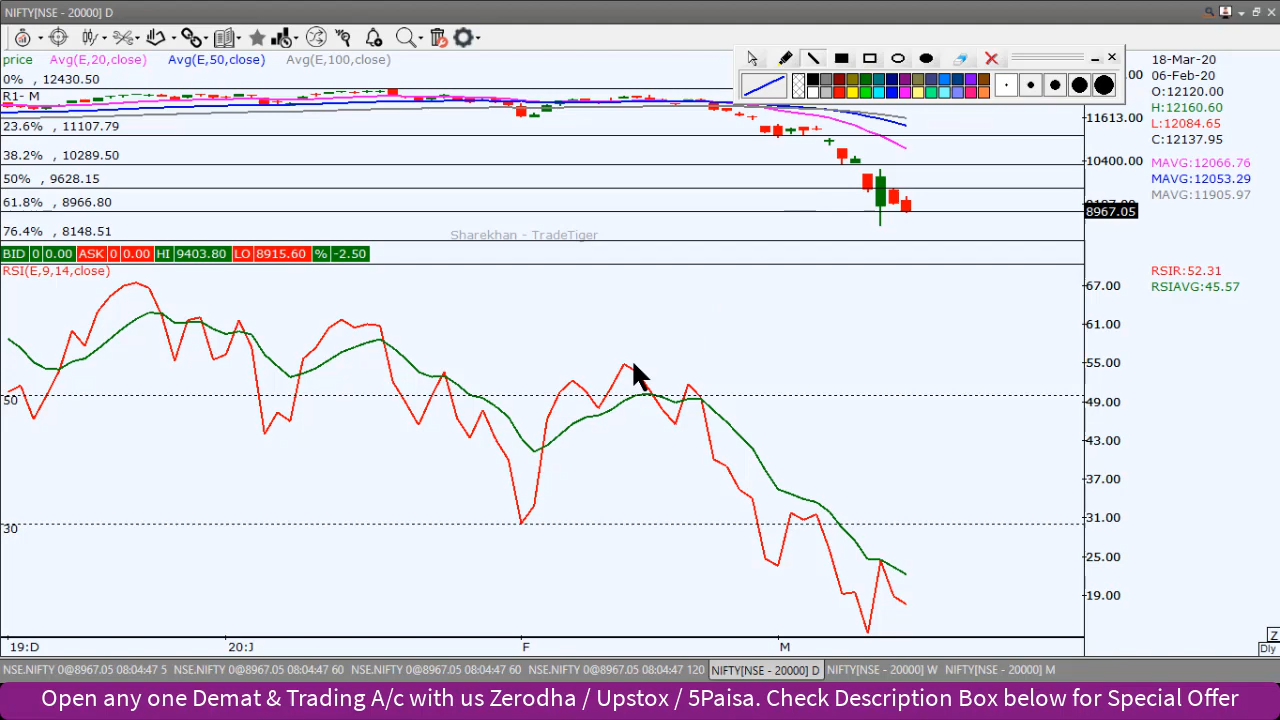 NIFTY[NSE - 20000] D
price Avg(E,20,close) Avg(E,50,close) Avg(E,100,close)
0% , 12430.50
R1- M
23.6% , 11107.79
38.2% , 10289.50
50% , 9628.15
61.8% , 8966.80
76.4% , 8148.51
Sharekhan - TradeTiger
BID 0 0.00 ASK 0 0.00 HI 9403.80 LO 8915.60 % -2.50
RSI(E,9,14,close)
50
30
11613.00
10400.00
8967.05
67.00
61.00
55.00
49.00
43.00
37.00
31.00
25.00
19.00
18-Mar-20
06-Feb-20
O:12120.00
H:12160.60
L:12084.65
C:12137.95
MAVG:12066.76
MAVG:12053.29
MAVG:11905.97
RSIR:52.31
RSIAVG:45.57
19:D 20:J F M
Z
Dly
NSE.NIFTY 0@8967.05 08:04:47 5 NSE.NIFTY 0@8967.05 08:04:47 60 NSE.NIFTY 0@8967.05 08:04:47 60 NSE.NIFTY 0@8967.05 08:04:47 120 NIFTY[NSE - 20000] D NIFTY[NSE - 20000] W NIFTY[NSE - 20000] M
Open any one Demat & Trading A/c with us Zerodha / Upstox / 5Paisa. Check Description Box below for Special Offer